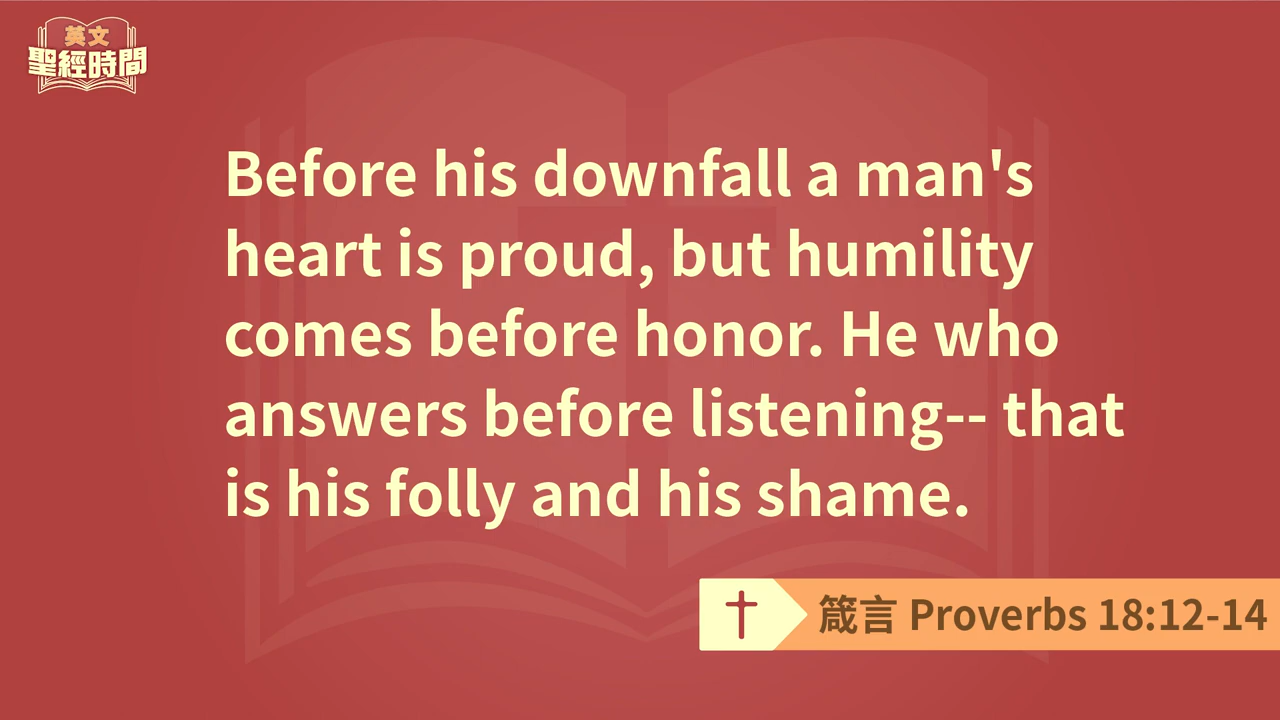 英文
聖經時間
Before his downfall a man's
heart is proud, but humility
comes before honor. He who
answers before listening-- that
is his folly and his shame.
箴言 Proverbs 18:12-14